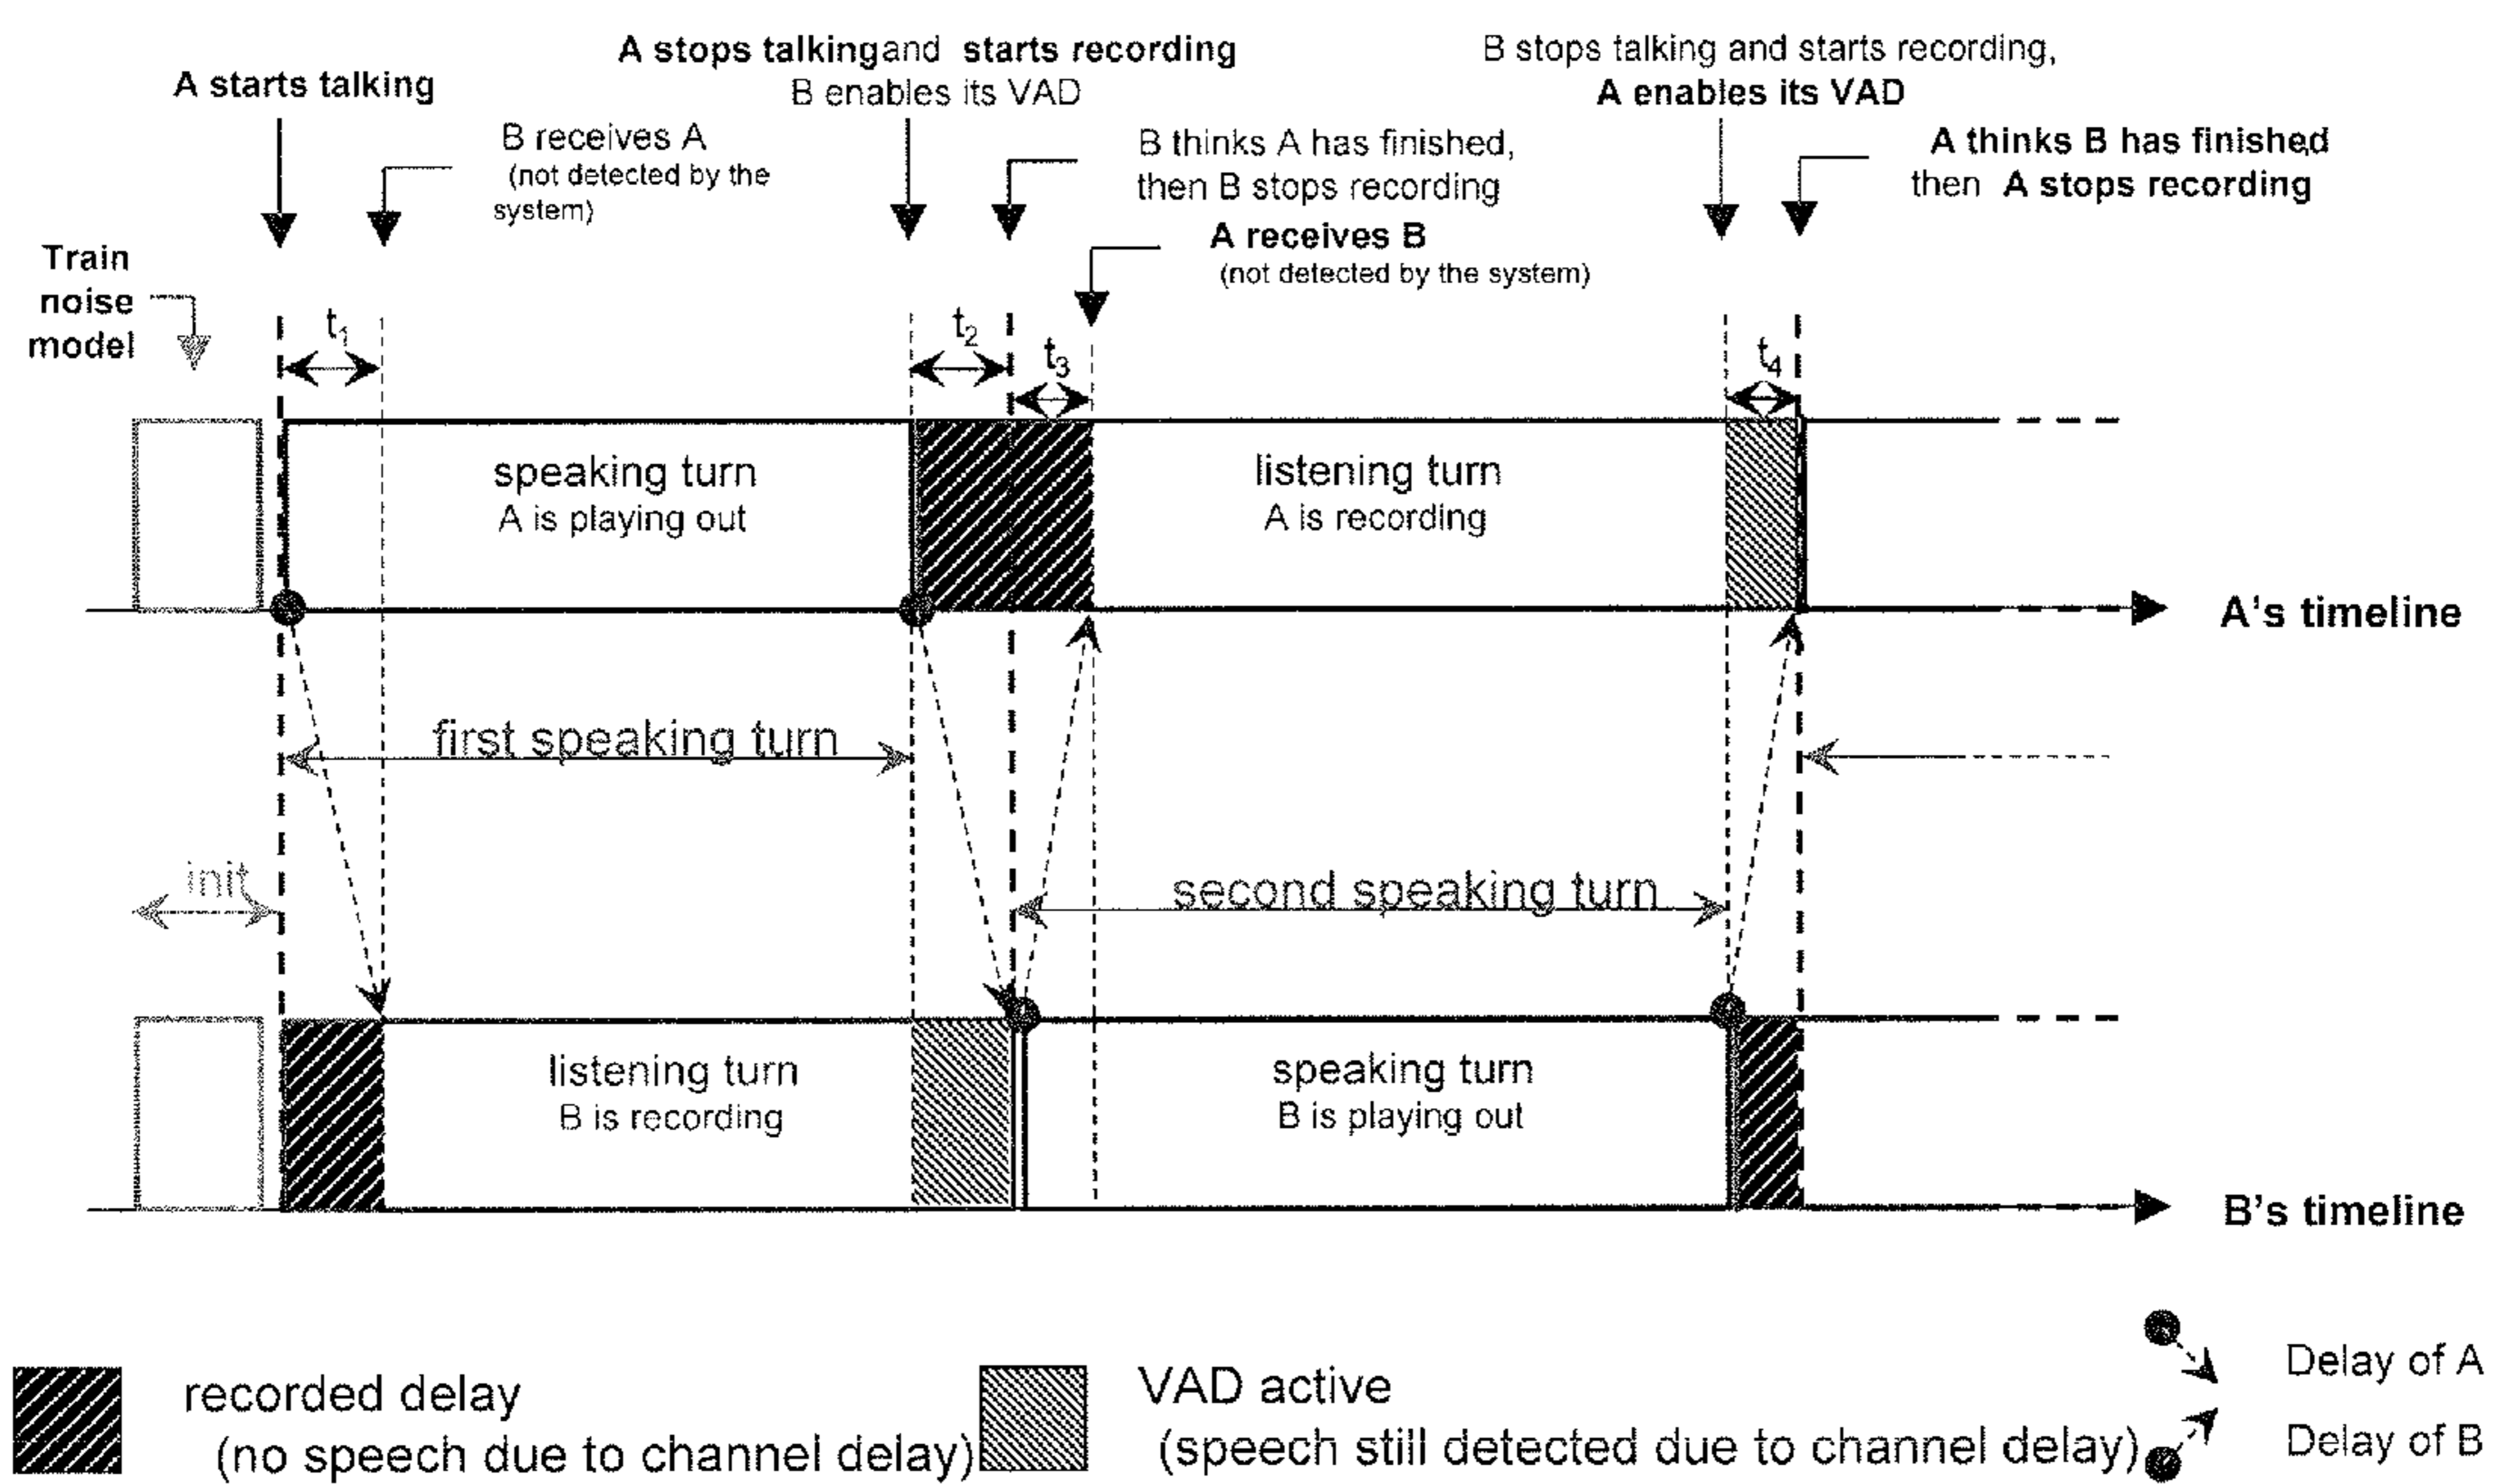 A starts talking
A stops talkingand starts recording
B enables its VAD
B stops talking and starts recording,
A enables its VAD
B receives A
(not detected by the
system)
B thinks A has finished,
then B stops recording
A receives B
(not detected by the system)
A thinks B has finished
then A stops recording
Train
noise
model
t1
t2
t3
t4
speaking turn
A is playing out
listening turn
A is recording
A's timeline
first speaking turn
init
second speaking turn
listening turn
B is recording
speaking turn
B is playing out
B's timeline
recorded delay
(no speech due to channel delay)
VAD active
(speech still detected due to channel delay)
Delay of A
Delay of B